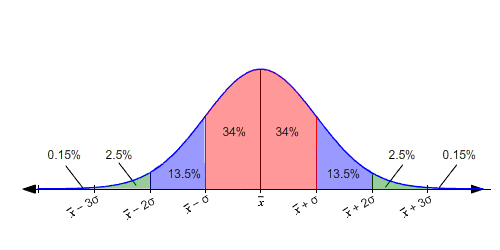 34%
34%
0.15%
2.5%
2.5%
0.15%
13.5%
13.5%
x̅ − 3σ
x̅ − 2σ
x̅ − σ
x̅
x̅ + σ
x̅ + 2σ
x̅ + 3σ